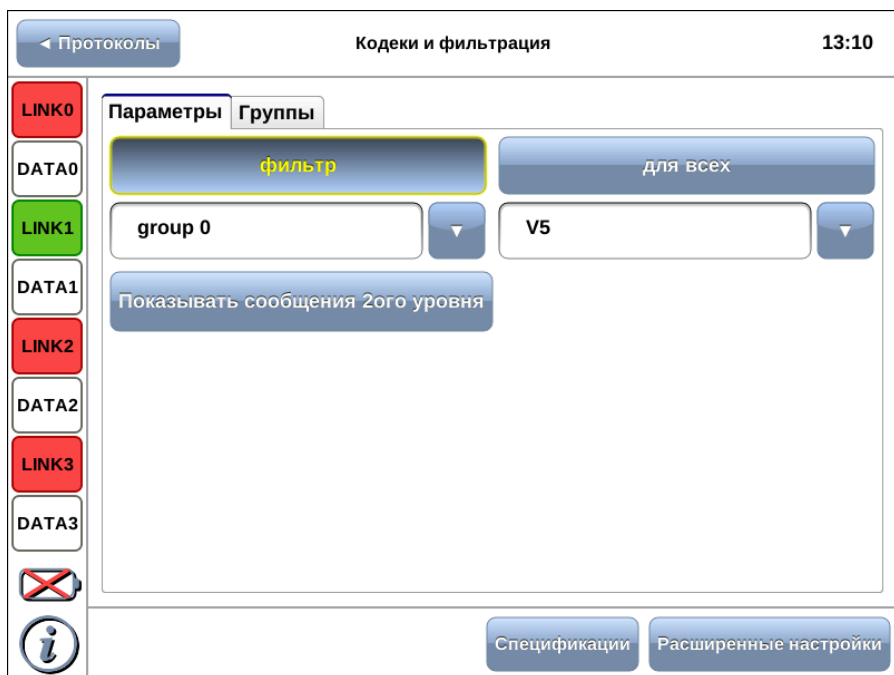 ◄ Протоколы
Кодеки и фильтрация
13:10
LINK0
DATA0
LINK1
DATA1
LINK2
DATA2
LINK3
DATA3
Параметры
Группы
фильтр
для всех
group 0
V5
Показывать сообщения 2ого уровня
i
Спецификации
Расширенные настройки